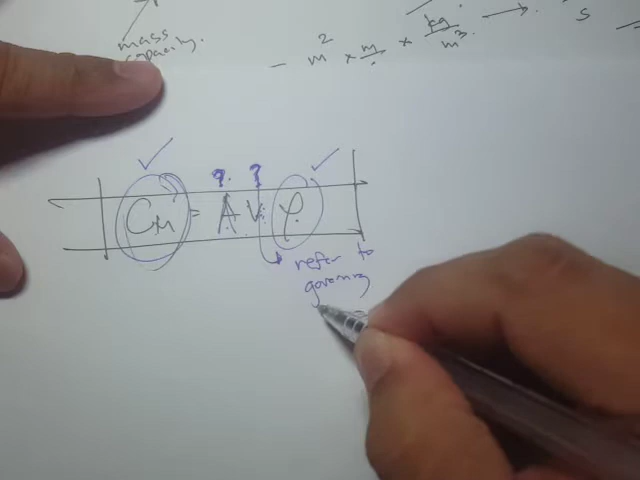 mass
capacity.
- m² × m/. × kg/m³ → . s
? ?
CM = A V ρ
refer to
governing